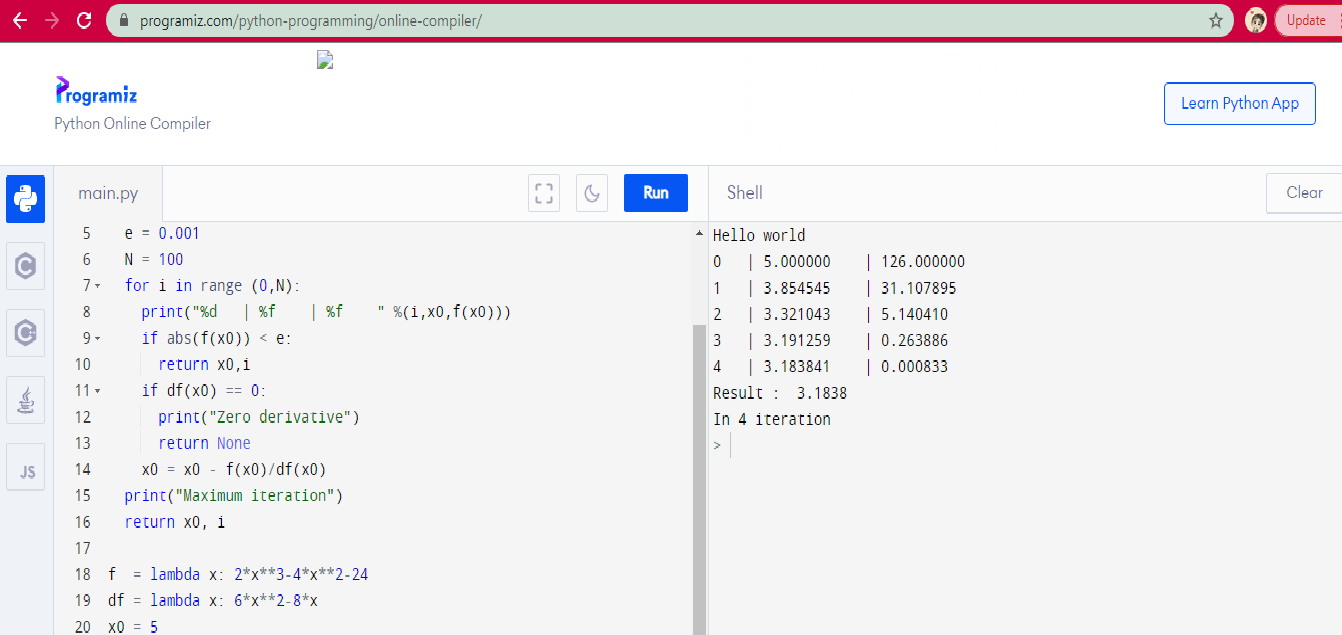 programiz.com/python-programming/online-compiler/
Update
Programiz
Python Online Compiler
Learn Python App
main.py
Run
Shell
Clear
5 e = 0.001
6 N = 100
7 for i in range (0,N):
8 print("%d | %f | %f " %(i,x0,f(x0)))
9 if abs(f(x0)) < e:
10 return x0,i
11 if df(x0) == 0:
12 print("Zero derivative")
13 return None
14 x0 = x0 - f(x0)/df(x0)
15 print("Maximum iteration")
16 return x0, i
17
18 f = lambda x: 2*x**3-4*x**2-24
19 df = lambda x: 6*x**2-8*x
20 x0 = 5
Hello world
0 | 5.000000 | 126.000000
1 | 3.854545 | 31.107895
2 | 3.321043 | 5.140410
3 | 3.191259 | 0.263886
4 | 3.183841 | 0.000833
Result : 3.1838
In 4 iteration
>
JS